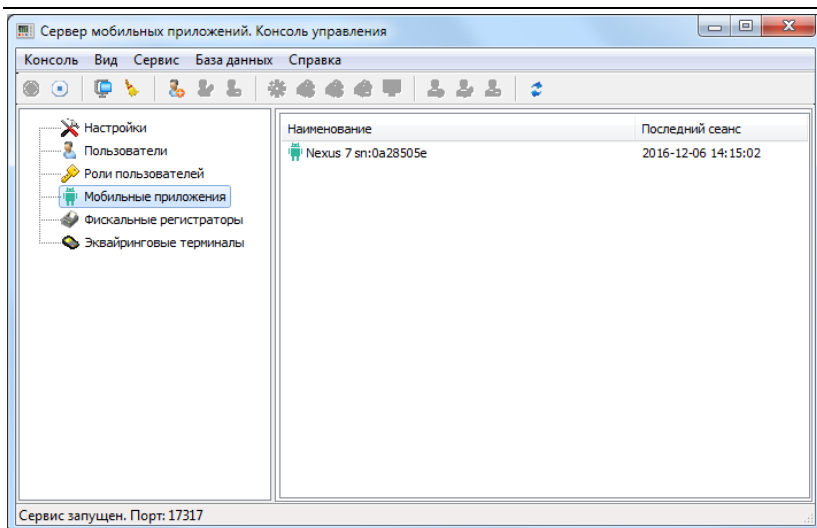 Сервер мобильных приложений. Консоль управления
Консоль Вид Сервис База данных Справка
Настройки
Пользователи
Роли пользователей
Мобильные приложения
Фискальные регистраторы
Эквайринговые терминалы
Наименование Последний сеанс
Nexus 7 sn:0a28505e 2016-12-06 14:15:02
Сервис запущен. Порт: 17317